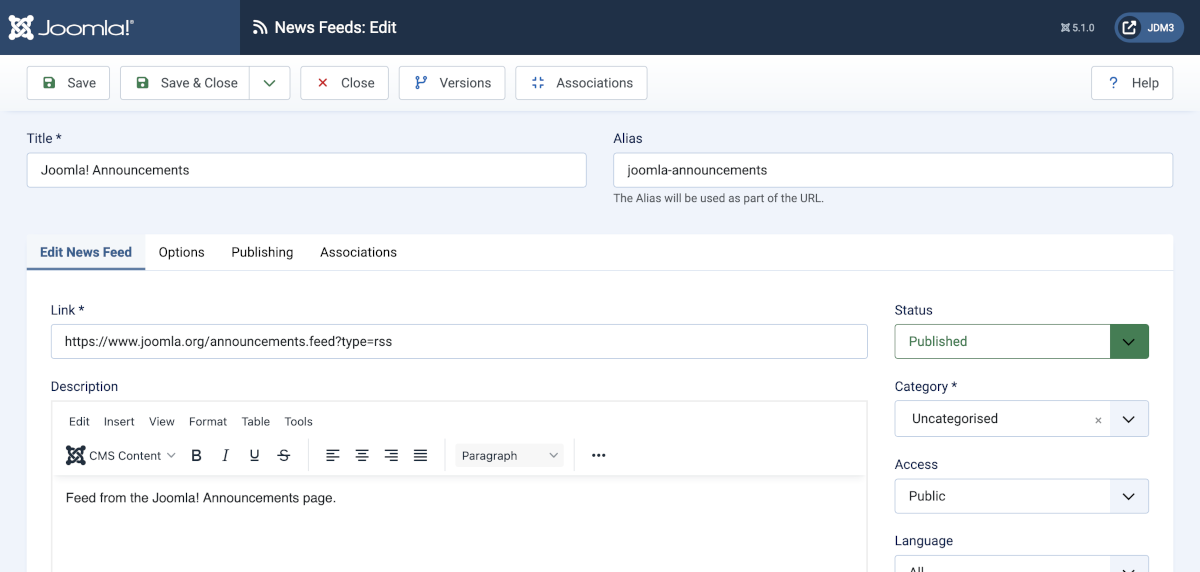 Joomla!®
News Feeds: Edit
5.1.0
JDM3
Save
Save & Close
Close
Versions
Associations
? Help
Title *
Alias
Joomla! Announcements
joomla-announcements
The Alias will be used as part of the URL.
Edit News Feed
Options
Publishing
Associations
Link *
https://www.joomla.org/announcements.feed?type=rss
Status
Published
Description
Category *
Edit Insert View Format Table Tools
Uncategorised ×
CMS Content B I U S Paragraph ...
Access
Public
Feed from the Joomla! Announcements page.
Language
All